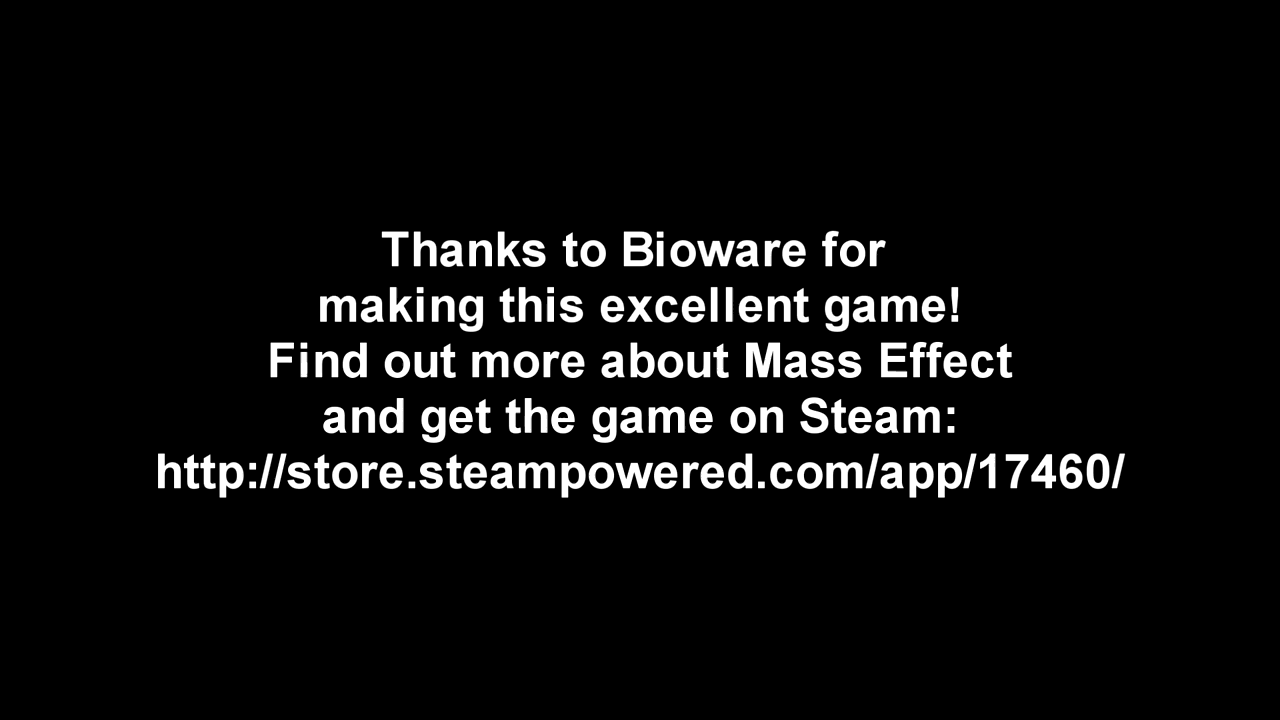 Thanks to Bioware for
making this excellent game!
Find out more about Mass Effect
and get the game on Steam:
http://store.steampowered.com/app/17460/